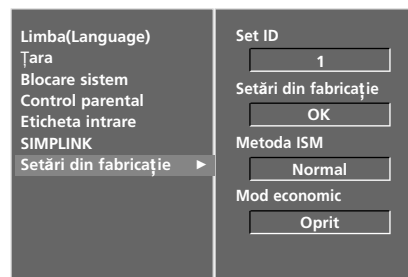 Limba(Language)
Țara
Blocare sistem
Control parental
Eticheta intrare
SIMPLINK
Setări din fabricație ►
Set ID
1
Setări din fabricație
OK
Metoda ISM
Normal
Mod economic
Oprit